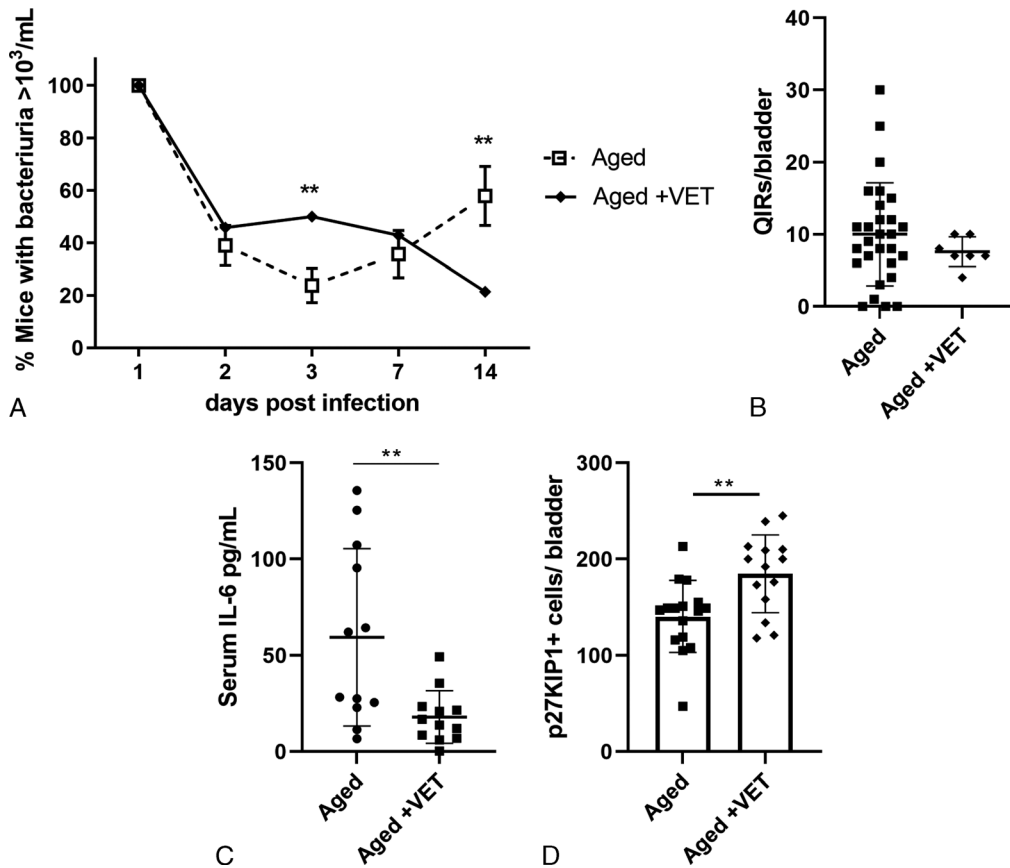 % Mice with bacteriuria >10³/mL
100
80
60
40
20
0
**
**
1 2 3 7 14
days post infection
A
Aged
Aged +VET
QIRs/bladder
40
30
20
10
0
Aged
Aged +VET
B
Serum IL-6 pg/mL
150
100
50
0
**
Aged
Aged +VET
C
p27KIP1+ cells/ bladder
300
200
100
0
**
Aged
Aged +VET
D